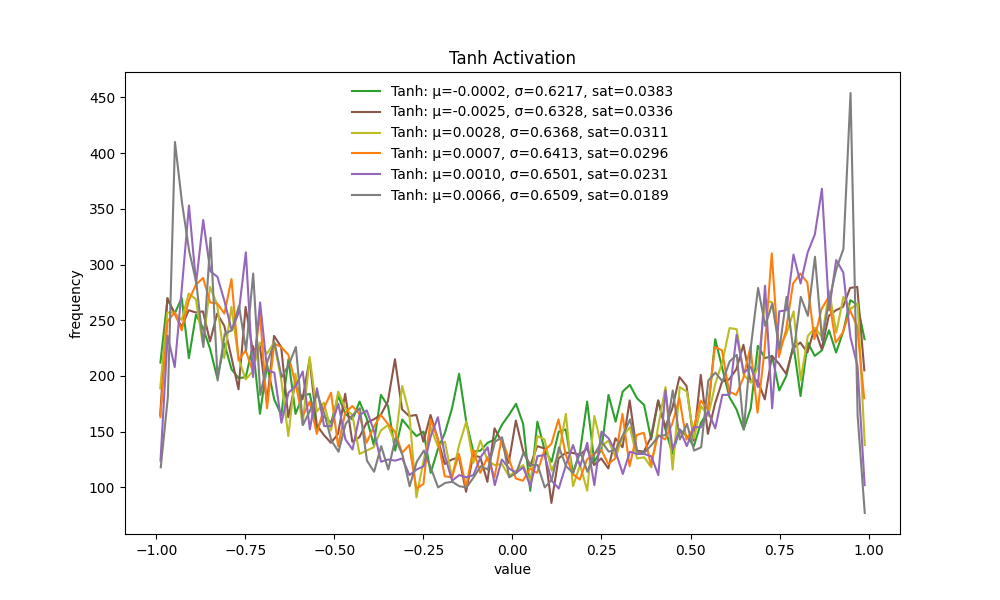 Tanh Activation
Tanh: μ=-0.0002, σ=0.6217, sat=0.0383
Tanh: μ=-0.0025, σ=0.6328, sat=0.0336
Tanh: μ=0.0028, σ=0.6368, sat=0.0311
Tanh: μ=0.0007, σ=0.6413, sat=0.0296
Tanh: μ=0.0010, σ=0.6501, sat=0.0231
Tanh: μ=0.0066, σ=0.6509, sat=0.0189
frequency
450
400
350
300
250
200
150
100
−1.00 −0.75 −0.50 −0.25 0.00 0.25 0.50 0.75 1.00
value